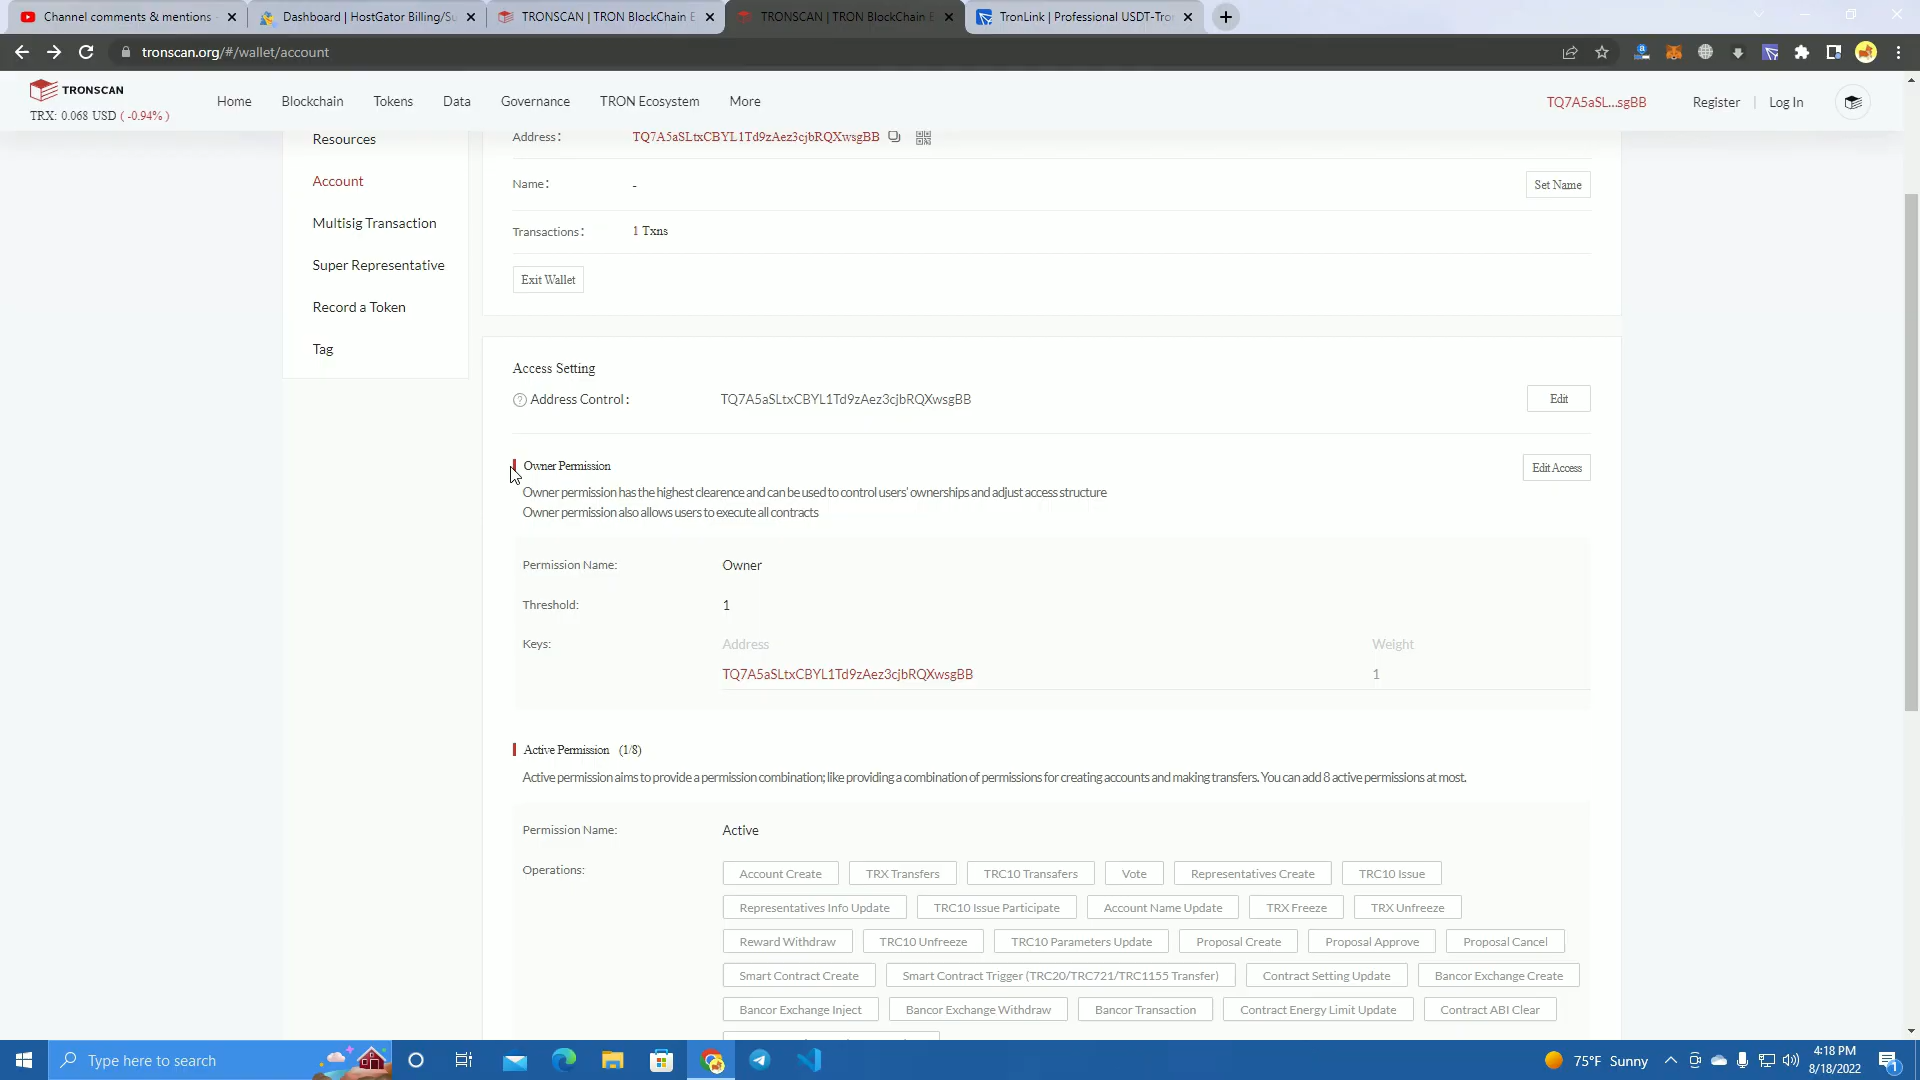 Channel comments & mentions
Dashboard | HostGator Billing/Su
TRONSCAN | TRON BlockChain E
TRONSCAN | TRON BlockChain E
TronLink | Professional USDT-Tro
tronscan.org/#/wallet/account
TRONSCAN
TRX: 0.068 USD ( -0.94% )
Home
Blockchain
Tokens
Data
Governance
TRON Ecosystem
More
TQ7A5aSL...sgBB
Register
Log In
Resources
Account
Multisig Transaction
Super Representative
Record a Token
Tag
Address: TQ7A5aSLtxCBYL1Td9zAez3cjbRQXwsgBB
Name: - Set Name
Transactions: 1 Txns
Exit Wallet
Access Setting
? Address Control: TQ7A5aSLtxCBYL1Td9zAez3cjbRQXwsgBB Edit
Owner Permission Edit Access
Owner permission has the highest clearence and can be used to control users' ownerships and adjust access structure
Owner permission also allows users to execute all contracts
Permission Name: Owner
Threshold: 1
Keys: Address Weight
TQ7A5aSLtxCBYL1Td9zAez3cjbRQXwsgBB 1
Active Permission (1/8)
Active permission aims to provide a permission combination; like providing a combination of permissions for creating accounts and making transfers. You can add 8 active permissions at most.
Permission Name: Active
Operations: Account Create TRX Transfers TRC10 Transafers Vote Representatives Create TRC10 Issue
Representatives Info Update TRC10 Issue Participate Account Name Update TRX Freeze TRX Unfreeze
Reward Withdraw TRC10 Unfreeze TRC10 Parameters Update Proposal Create Proposal Approve Proposal Cancel
Smart Contract Create Smart Contract Trigger (TRC20/TRC721/TRC1155 Transfer) Contract Setting Update Bancor Exchange Create
Bancor Exchange Inject Bancor Exchange Withdraw Bancor Transaction Contract Energy Limit Update Contract ABI Clear
Type here to search
75°F Sunny
4:18 PM
8/18/2022
1